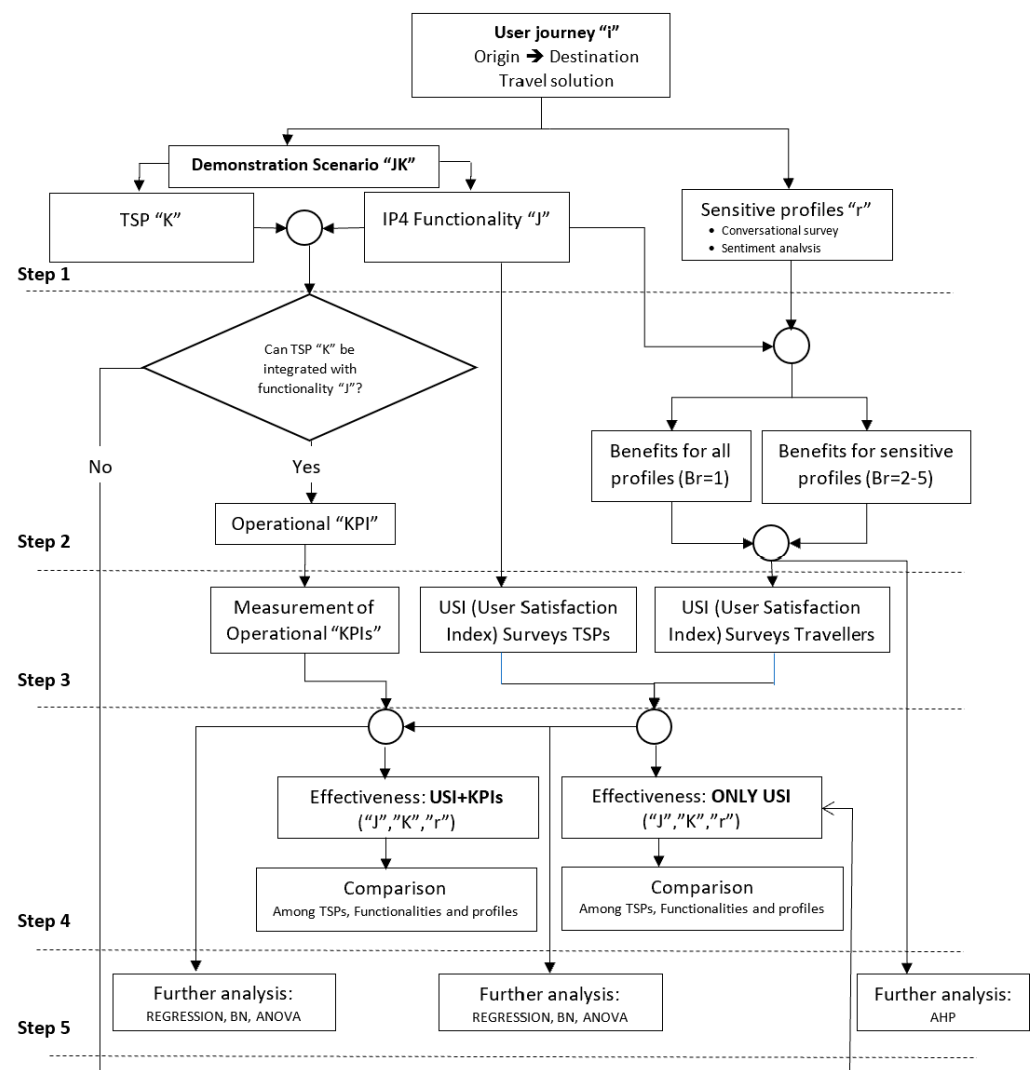 User journey “i”
Origin 🡺 Destination
Travel solution
Demonstration Scenario “JK”
TSP “K”
IP4 Functionality “J”
Sensitive profiles “r”
• Conversational survey
• Sentiment analysis
Step 1
Can TSP “K” be
integrated with
functionality “J”?
No
Yes
Benefits for all
profiles (Br=1)
Benefits for sensitive
profiles (Br=2-5)
Operational “KPI”
Step 2
Measurement of
Operational “KPIs”
USI (User Satisfaction
Index) Surveys TSPs
USI (User Satisfaction
Index) Surveys Travellers
Step 3
Effectiveness: USI+KPIs
(“J”,”K”,”r”)
Effectiveness: ONLY USI
(“J”,”K”,”r”)
Comparison
Among TSPs, Functionalities and profiles
Comparison
Among TSPs, Functionalities and profiles
Step 4
Further analysis:
REGRESSION, BN, ANOVA
Further analysis:
REGRESSION, BN, ANOVA
Further analysis:
AHP
Step 5